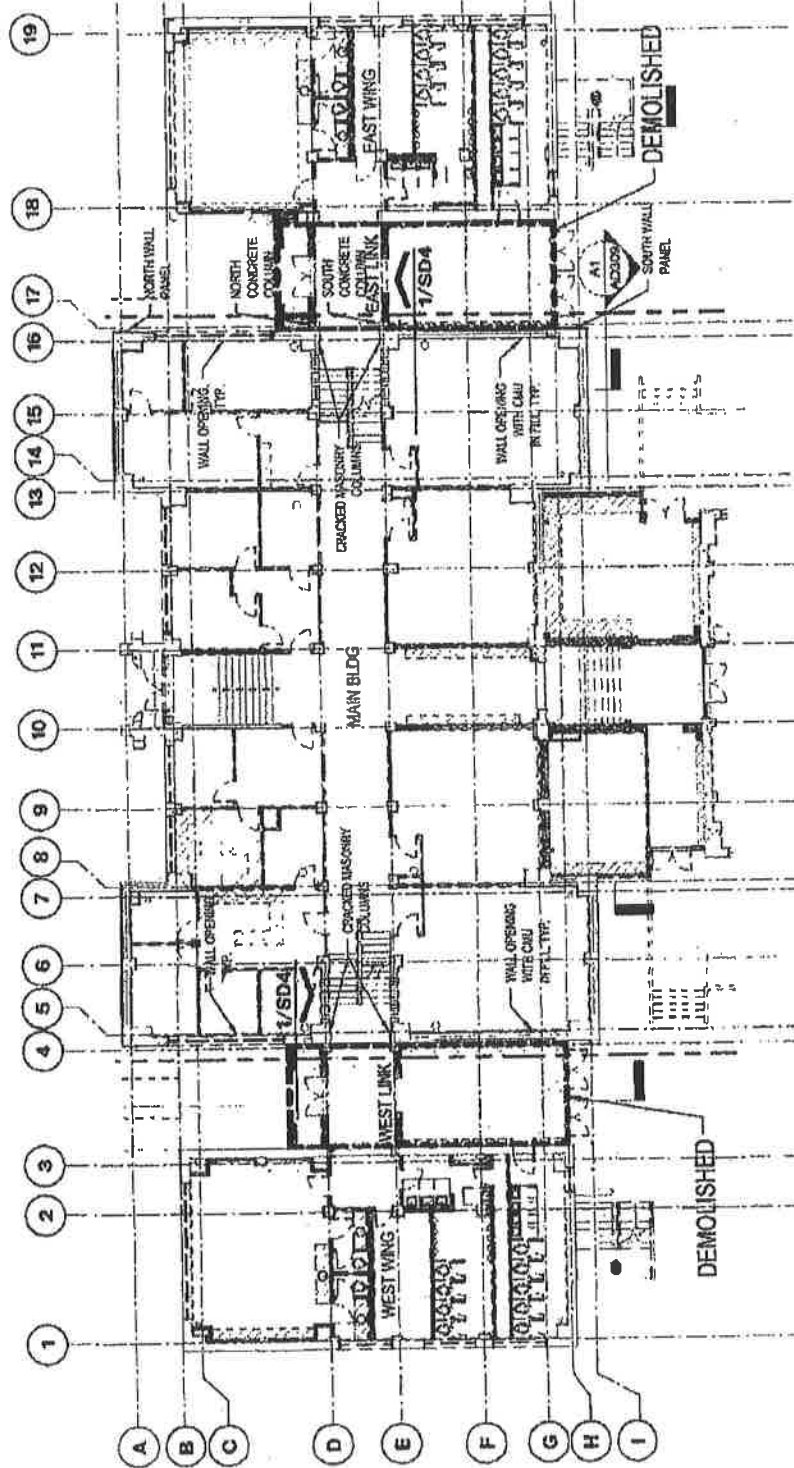 19
18
17
16
15
14
13
12
11
10
9
8
7
6
5
4
3
2
1
A
B
C
D
E
F
G
H
I
NORTH WALL
PANEL
NORTH
CONCRETE
COLUMN
SOUTH
CONCRETE
COLUMN
EAST LINK
EAST WING
1/SD4
DEMOLISHED
A1
AD309
SOUTH WALL
PANEL
WALL OPENING,
TYP.
CRACKED MASONRY
COLUMNS
WALL OPENING
WITH CMU
INFILL TYP.
MAIN BLDG
WALL OPENING
TYP.
1/SD4
CRACKED MASONRY
COLUMNS
WALL OPENING
WITH CMU
INFILL TYP.
WEST LINK
WEST WING
DEMOLISHED